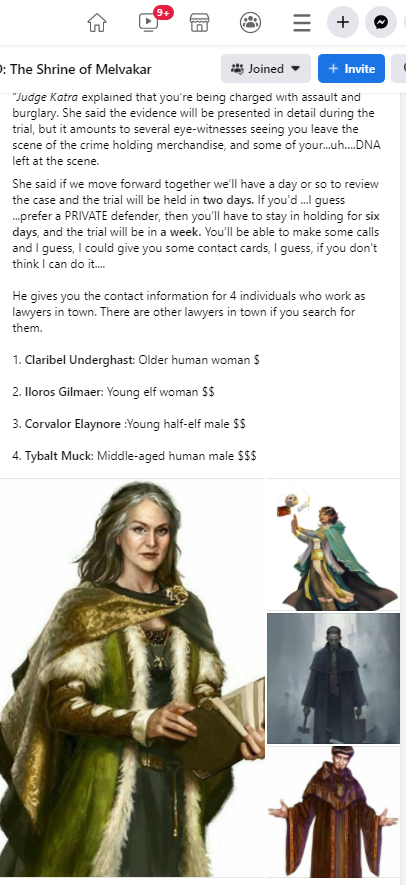 9+
: The Shrine of Melvakar
Joined
+ Invite
"Judge Katra explained that you're being charged with assault and
burglary. She said the evidence will be presented in detail during the
trial, but it amounts to several eye-witnesses seeing you leave the
scene of the crime holding merchandise, and some of your...uh....DNA
left at the scene.
She said if we move forward together we'll have a day or so to review
the case and the trial will be held in two days. If you'd ...I guess
...prefer a PRIVATE defender, then you'll have to stay in holding for six
days, and the trial will be in a week. You'll be able to make some calls
and I guess, I could give you some contact cards, I guess, if you don't
think I can do it....
He gives you the contact information for 4 individuals who work as
lawyers in town. There are other lawyers in town if you search for
them.
1. Claribel Underghast: Older human woman $
2. Iloros Gilmaer: Young elf woman $$
3. Corvalor Elaynore :Young half-elf male $$
4. Tybalt Muck: Middle-aged human male $$$